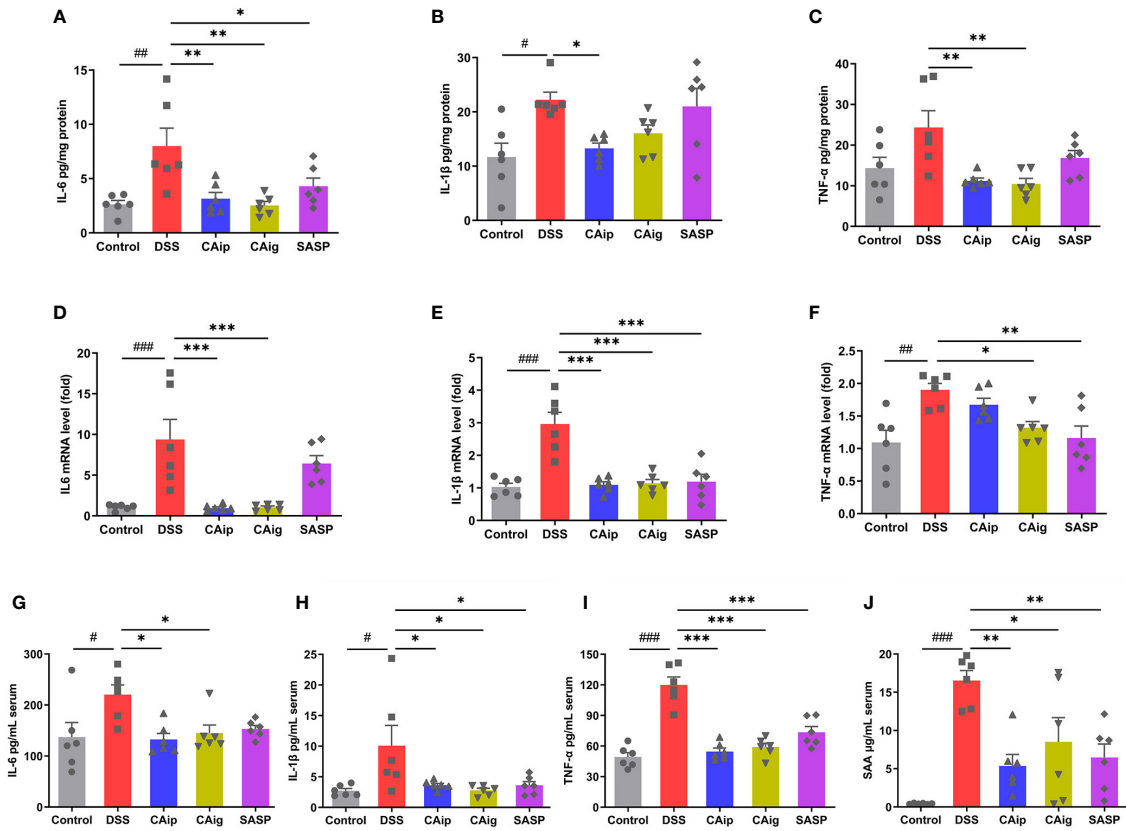 A
*
**
**
##
IL-6 pg/mg protein
15
10
5
0
Control DSS CAip CAig SASP
B
#
*
IL-1β pg/mg protein
30
20
10
0
Control DSS CAip CAig SASP
C
**
**
TNF-α pg/mg protein
40
30
20
10
0
Control DSS CAip CAig SASP
D
***
***
###
IL6 mRNA level (fold)
20
15
10
5
0
Control DSS CAip CAig SASP
E
***
***
***
###
IL-1β mRNA level (fold)
5
4
3
2
1
0
Control DSS CAip CAig SASP
F
**
*
##
TNF-α mRNA level (fold)
2.5
2.0
1.5
1.0
0.5
0.0
Control DSS CAip CAig SASP
G
*
*
#
IL-6 pg/mL serum
300
200
100
0
Control DSS CAip CAig SASP
H
*
*
*
#
IL-1β pg/mL serum
25
20
15
10
5
0
Control DSS CAip CAig SASP
I
***
***
***
###
TNF-α pg/mL serum
150
120
90
60
30
0
Control DSS CAip CAig SASP
J
**
*
**
###
SAA μg/mL serum
20
15
10
5
0
Control DSS CAip CAig SASP